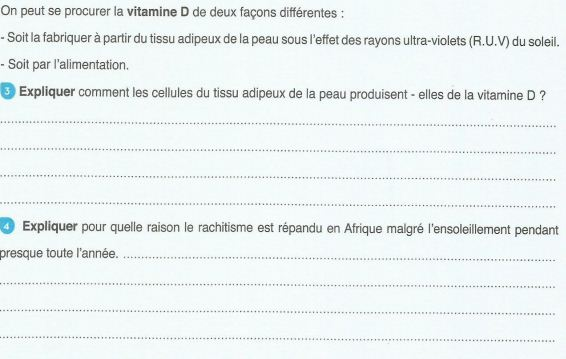 On peut se procurer la vitamine D de deux façons différentes :
- Soit la fabriquer à partir du tissu adipeux de la peau sous l'effet des rayons ultra-violets (R.U.V) du soleil.
- Soit par l'alimentation.
3 Expliquer comment les cellules du tissu adipeux de la peau produisent - elles de la vitamine D ?
4 Expliquer pour quelle raison le rachitisme est répandu en Afrique malgré l'ensoleillement pendant
presque toute l'année.